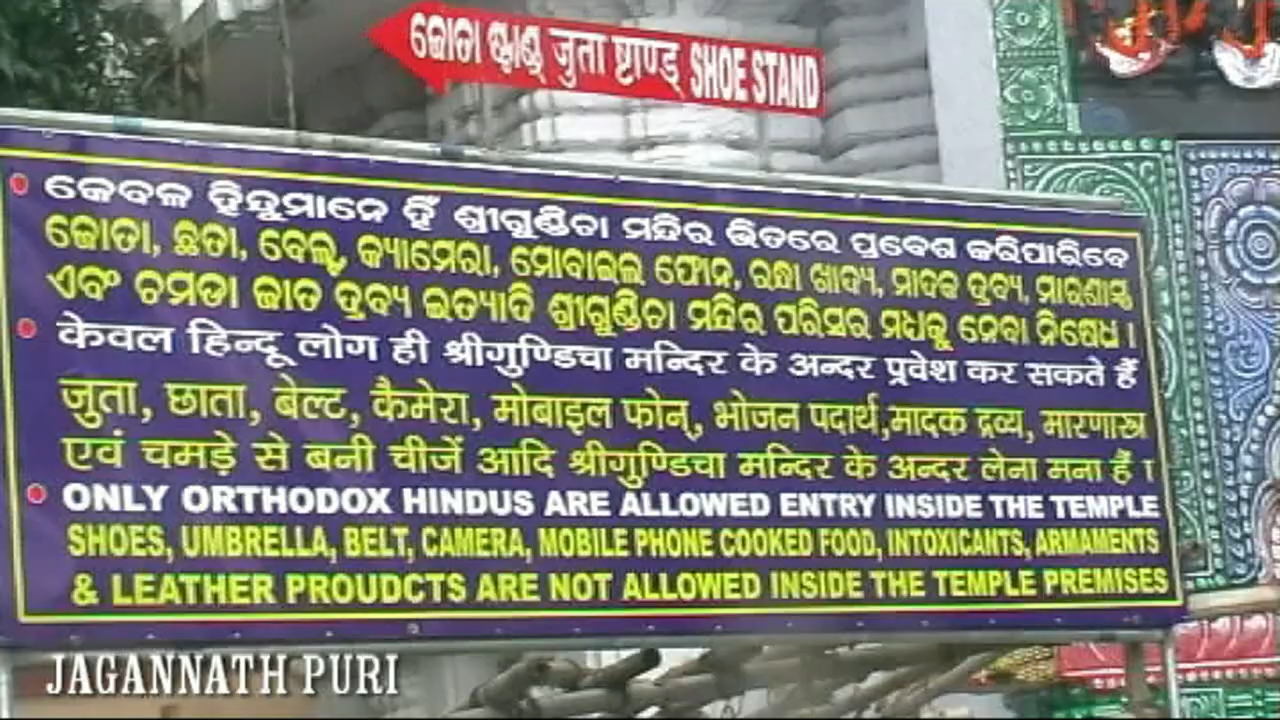 ଜୋତା ଷ୍ଟାଣ୍ଡ୍ ଜୁତା ଷ୍ଟାଣ୍ଡ୍ SHOE STAND
• କେବଳ ହିନ୍ଦୁମାନେ ହିଁ ଶ୍ରୀଗୁଣ୍ଡିଚା ମନ୍ଦିର ଭିତରେ ପ୍ରବେଶ କରିପାରିବେ
ଜୋତା, ଛତା, ବେଲ୍ଟ, କ୍ୟାମେରା, ମୋବାଇଲ ଫୋନ, ରନ୍ଧା ଖାଦ୍ୟ, ମାଦକ ଦ୍ରବ୍ୟ, ମାରଣାସ୍ତ୍ର
ଏବଂ ଚମଡା ଜାତ ଦ୍ରବ୍ୟ ଇତ୍ୟାଦି ଶ୍ରୀଗୁଣ୍ଡିଚା ମନ୍ଦିର ପରିସର ମଧ୍ୟକୁ ନେବା ନିଷେଧ ।
• केवल हिन्दू लोग ही श्रीगुण्डिचा मन्दिर के अन्दर प्रवेश कर सकते हैं
जुता, छाता, बेल्ट, कैमेरा, मोबाइल फोन्, भोजन पदार्थ,मादक द्रव्य, मारणास्त्र
एवं चमड़े से बनी चीजें आदि श्रीगुण्डिचा मन्दिर के अन्दर लेना मना हैं ।
• ONLY ORTHODOX HINDUS ARE ALLOWED ENTRY INSIDE THE TEMPLE
SHOES, UMBRELLA, BELT, CAMERA, MOBILE PHONE COOKED FOOD, INTOXICANTS, ARMAMENTS
& LEATHER PROUDCTS ARE NOT ALLOWED INSIDE THE TEMPLE PREMISES
JAGANNATH PURI